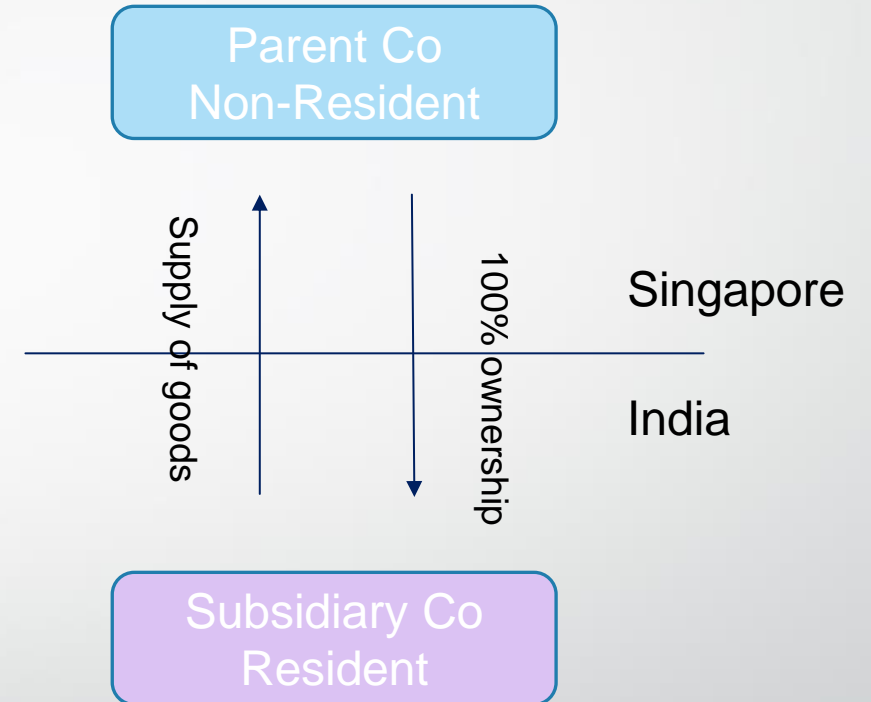 Parent Co
Non-Resident
Supply of goods
100% ownership
Singapore
India
Subsidiary Co
Resident